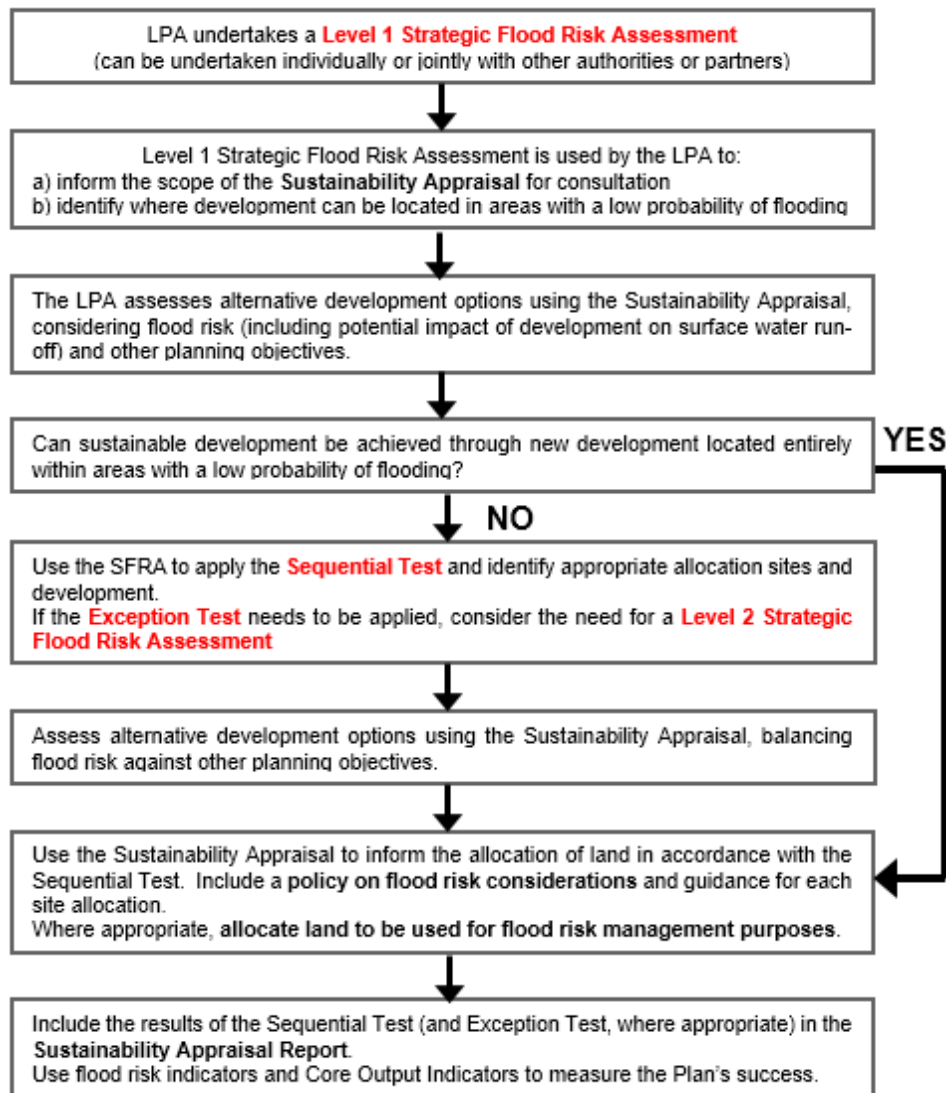 LPA undertakes a Level 1 Strategic Flood Risk Assessment
(can be undertaken individually or jointly with other authorities or partners)
Level 1 Strategic Flood Risk Assessment is used by the LPA to:
a) inform the scope of the Sustainability Appraisal for consultation
b) identify where development can be located in areas with a low probability of flooding
The LPA assesses alternative development options using the Sustainability Appraisal,
considering flood risk (including potential impact of development on surface water run-
off) and other planning objectives.
Can sustainable development be achieved through new development located entirely
within areas with a low probability of flooding?
YES
NO
Use the SFRA to apply the Sequential Test and identify appropriate allocation sites and
development.
If the Exception Test needs to be applied, consider the need for a Level 2 Strategic
Flood Risk Assessment
Assess alternative development options using the Sustainability Appraisal, balancing
flood risk against other planning objectives.
Use the Sustainability Appraisal to inform the allocation of land in accordance with the
Sequential Test. Include a policy on flood risk considerations and guidance for each
site allocation.
Where appropriate, allocate land to be used for flood risk management purposes.
Include the results of the Sequential Test (and Exception Test, where appropriate) in the
Sustainability Appraisal Report.
Use flood risk indicators and Core Output Indicators to measure the Plan's success.